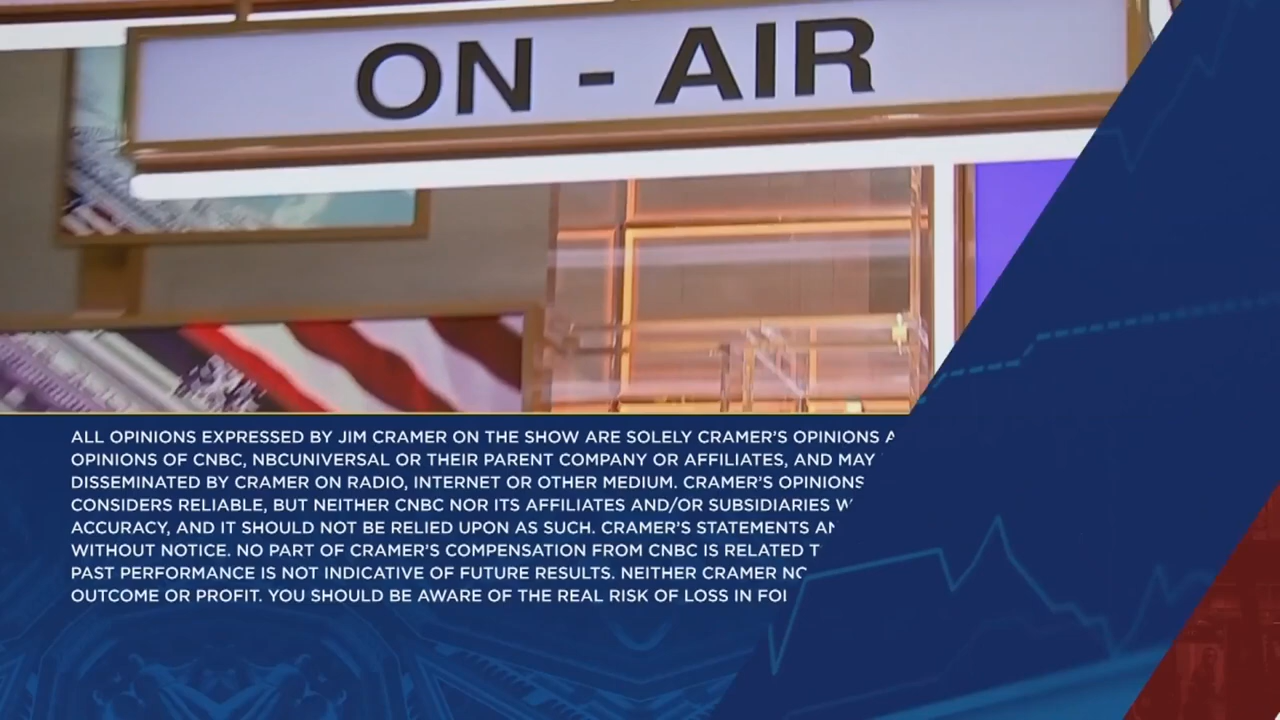 ON - AIR
ALL OPINIONS EXPRESSED BY JIM CRAMER ON THE SHOW ARE SOLELY CRAMER'S OPINIONS
OPINIONS OF CNBC, NBCUNIVERSAL OR THEIR PARENT COMPANY OR AFFILIATES, AND MAY
DISSEMINATED BY CRAMER ON RADIO, INTERNET OR OTHER MEDIUM. CRAMER'S OPINIONS
CONSIDERS RELIABLE, BUT NEITHER CNBC NOR ITS AFFILIATES AND/OR SUBSIDIARIES
ACCURACY, AND IT SHOULD NOT BE RELIED UPON AS SUCH. CRAMER'S STATEMENTS
WITHOUT NOTICE. NO PART OF CRAMER'S COMPENSATION FROM CNBC IS RELATED
PAST PERFORMANCE IS NOT INDICATIVE OF FUTURE RESULTS. NEITHER CRAMER
OUTCOME OR PROFIT. YOU SHOULD BE AWARE OF THE REAL RISK OF LOSS IN